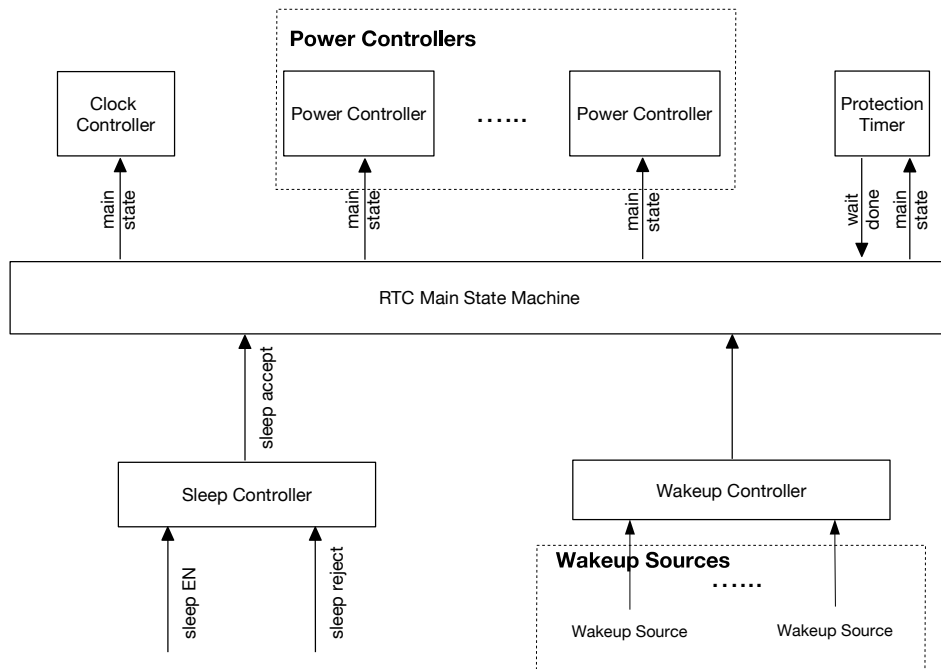 Power Controllers
Clock
Controller
Power Controller
......
Power Controller
Protection
Timer
main
state
main
state
main
state
wait
done
main
state
RTC Main State Machine
sleep accept
Sleep Controller
Wakeup Controller
sleep EN
sleep reject
Wakeup Sources
......
Wakeup Source
Wakeup Source